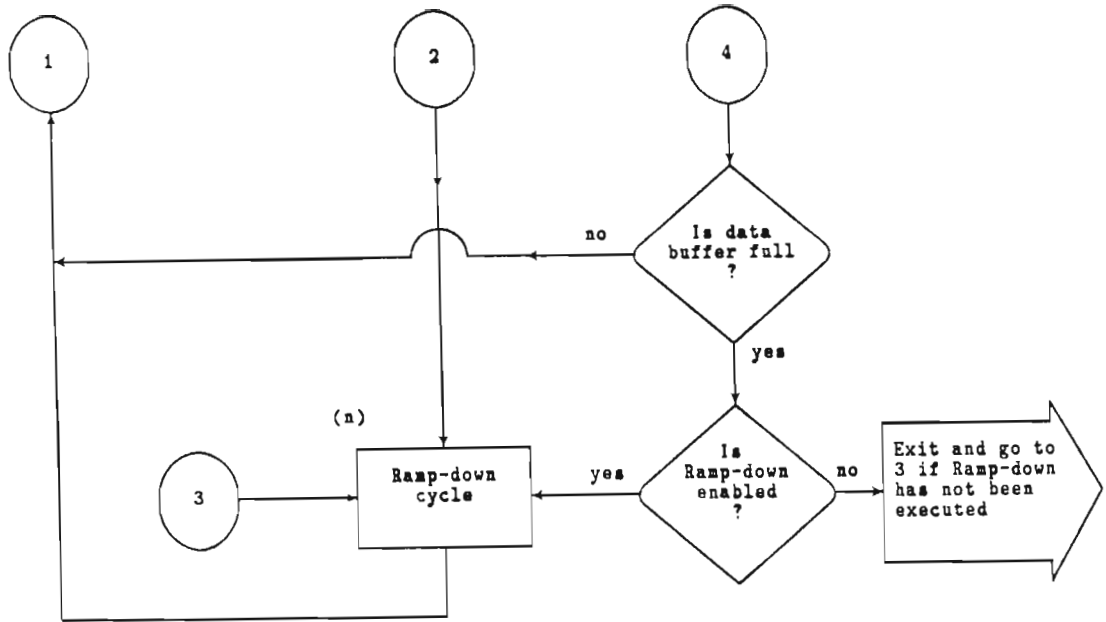 1
2
4
no
Is data
buffer full
?
yes
(n)
Ramp-down
cycle
3
yes
Is
Ramp-down
enabled
?
no
Exit and go to
3 if Ramp-down
has not been
executed